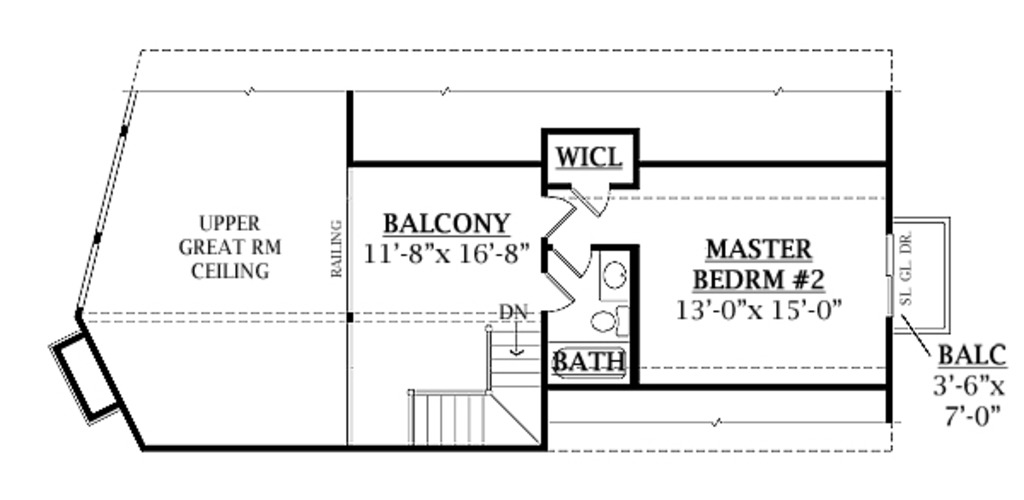 WICL
UPPER
GREAT RM
CEILING
RAILING
BALCONY
11'-8"x 16'-8"
DN
BATH
MASTER
BEDRM #2
13'-0"x 15'-0"
SL GL DR.
BALC
3'-6"x
7'-0"